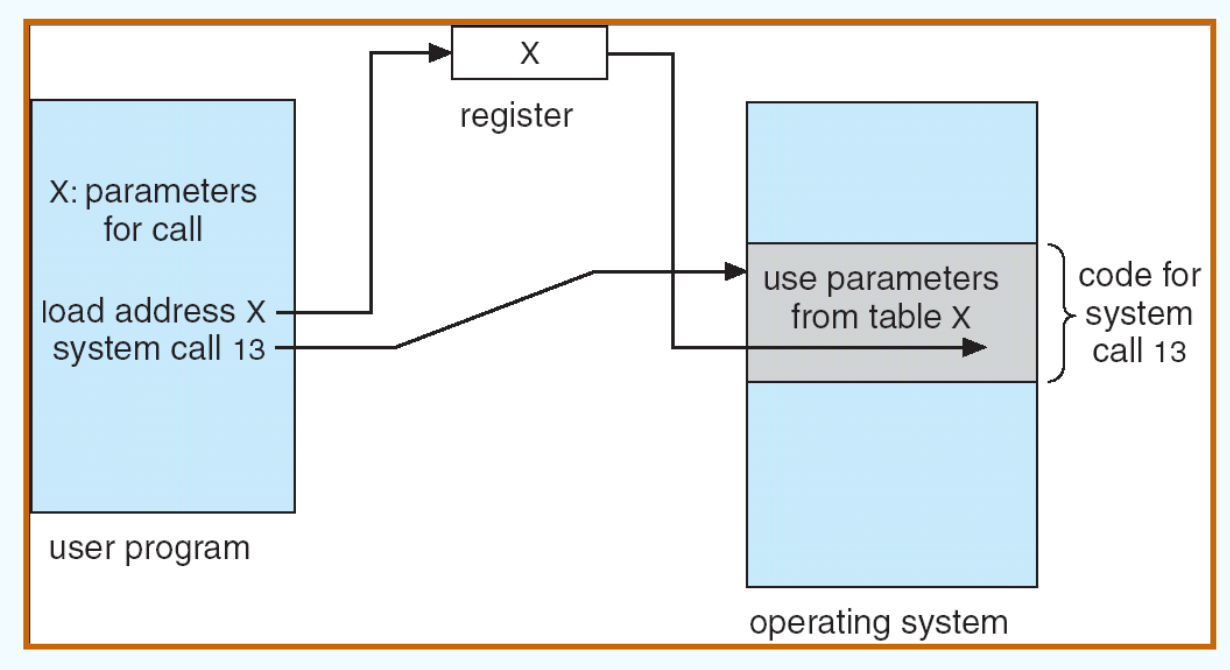 X
register
X: parameters
for call
load address X
system call 13
user program
use parameters
from table X
code for
system
call 13
operating system